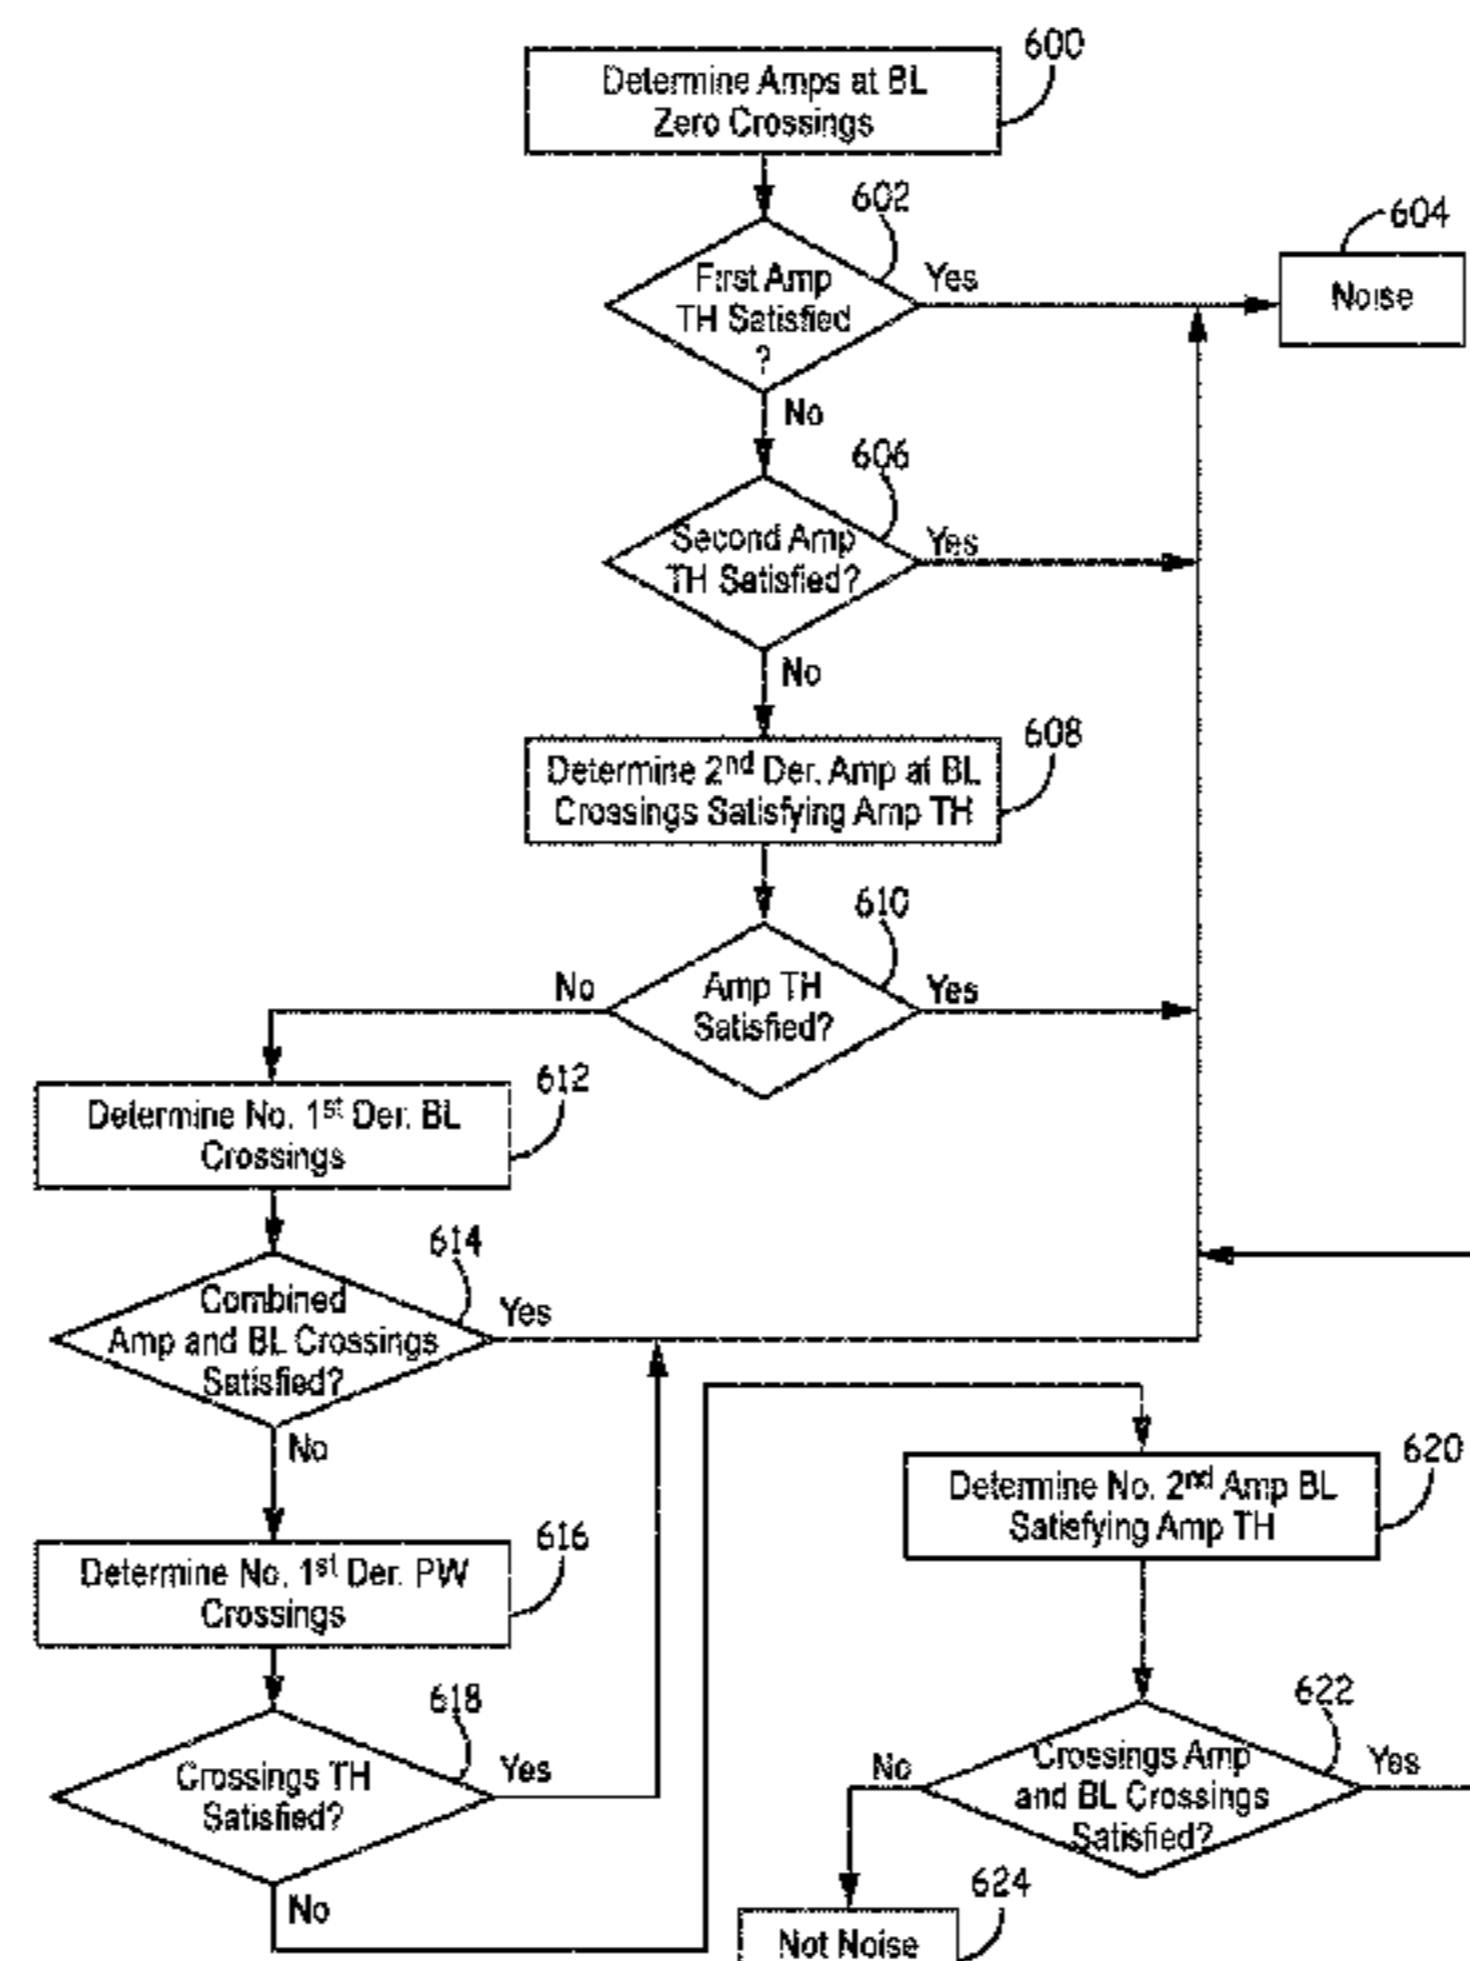 600
Determine Amps at BL
Zero Crossings
602
604
First Amp
TH Satisfied
?
Yes
Noise
No
606
Second Amp
TH Satisfied?
Yes
No
608
Determine 2nd Der. Amp at BL
Crossings Satisfying Amp TH
610
No
Amp TH
Satisfied?
Yes
612
Determine No. 1st Der. BL
Crossings
614
Combined
Amp and BL Crossings
Satisfied?
Yes
No
616
Determine No. 1st Der. PW
Crossings
618
Crossings TH
Satisfied?
Yes
No
620
Determine No. 2nd Amp BL
Satisfying Amp TH
622
No
Crossings Amp
and BL Crossings
Satisfied?
Yes
624
Not Noise